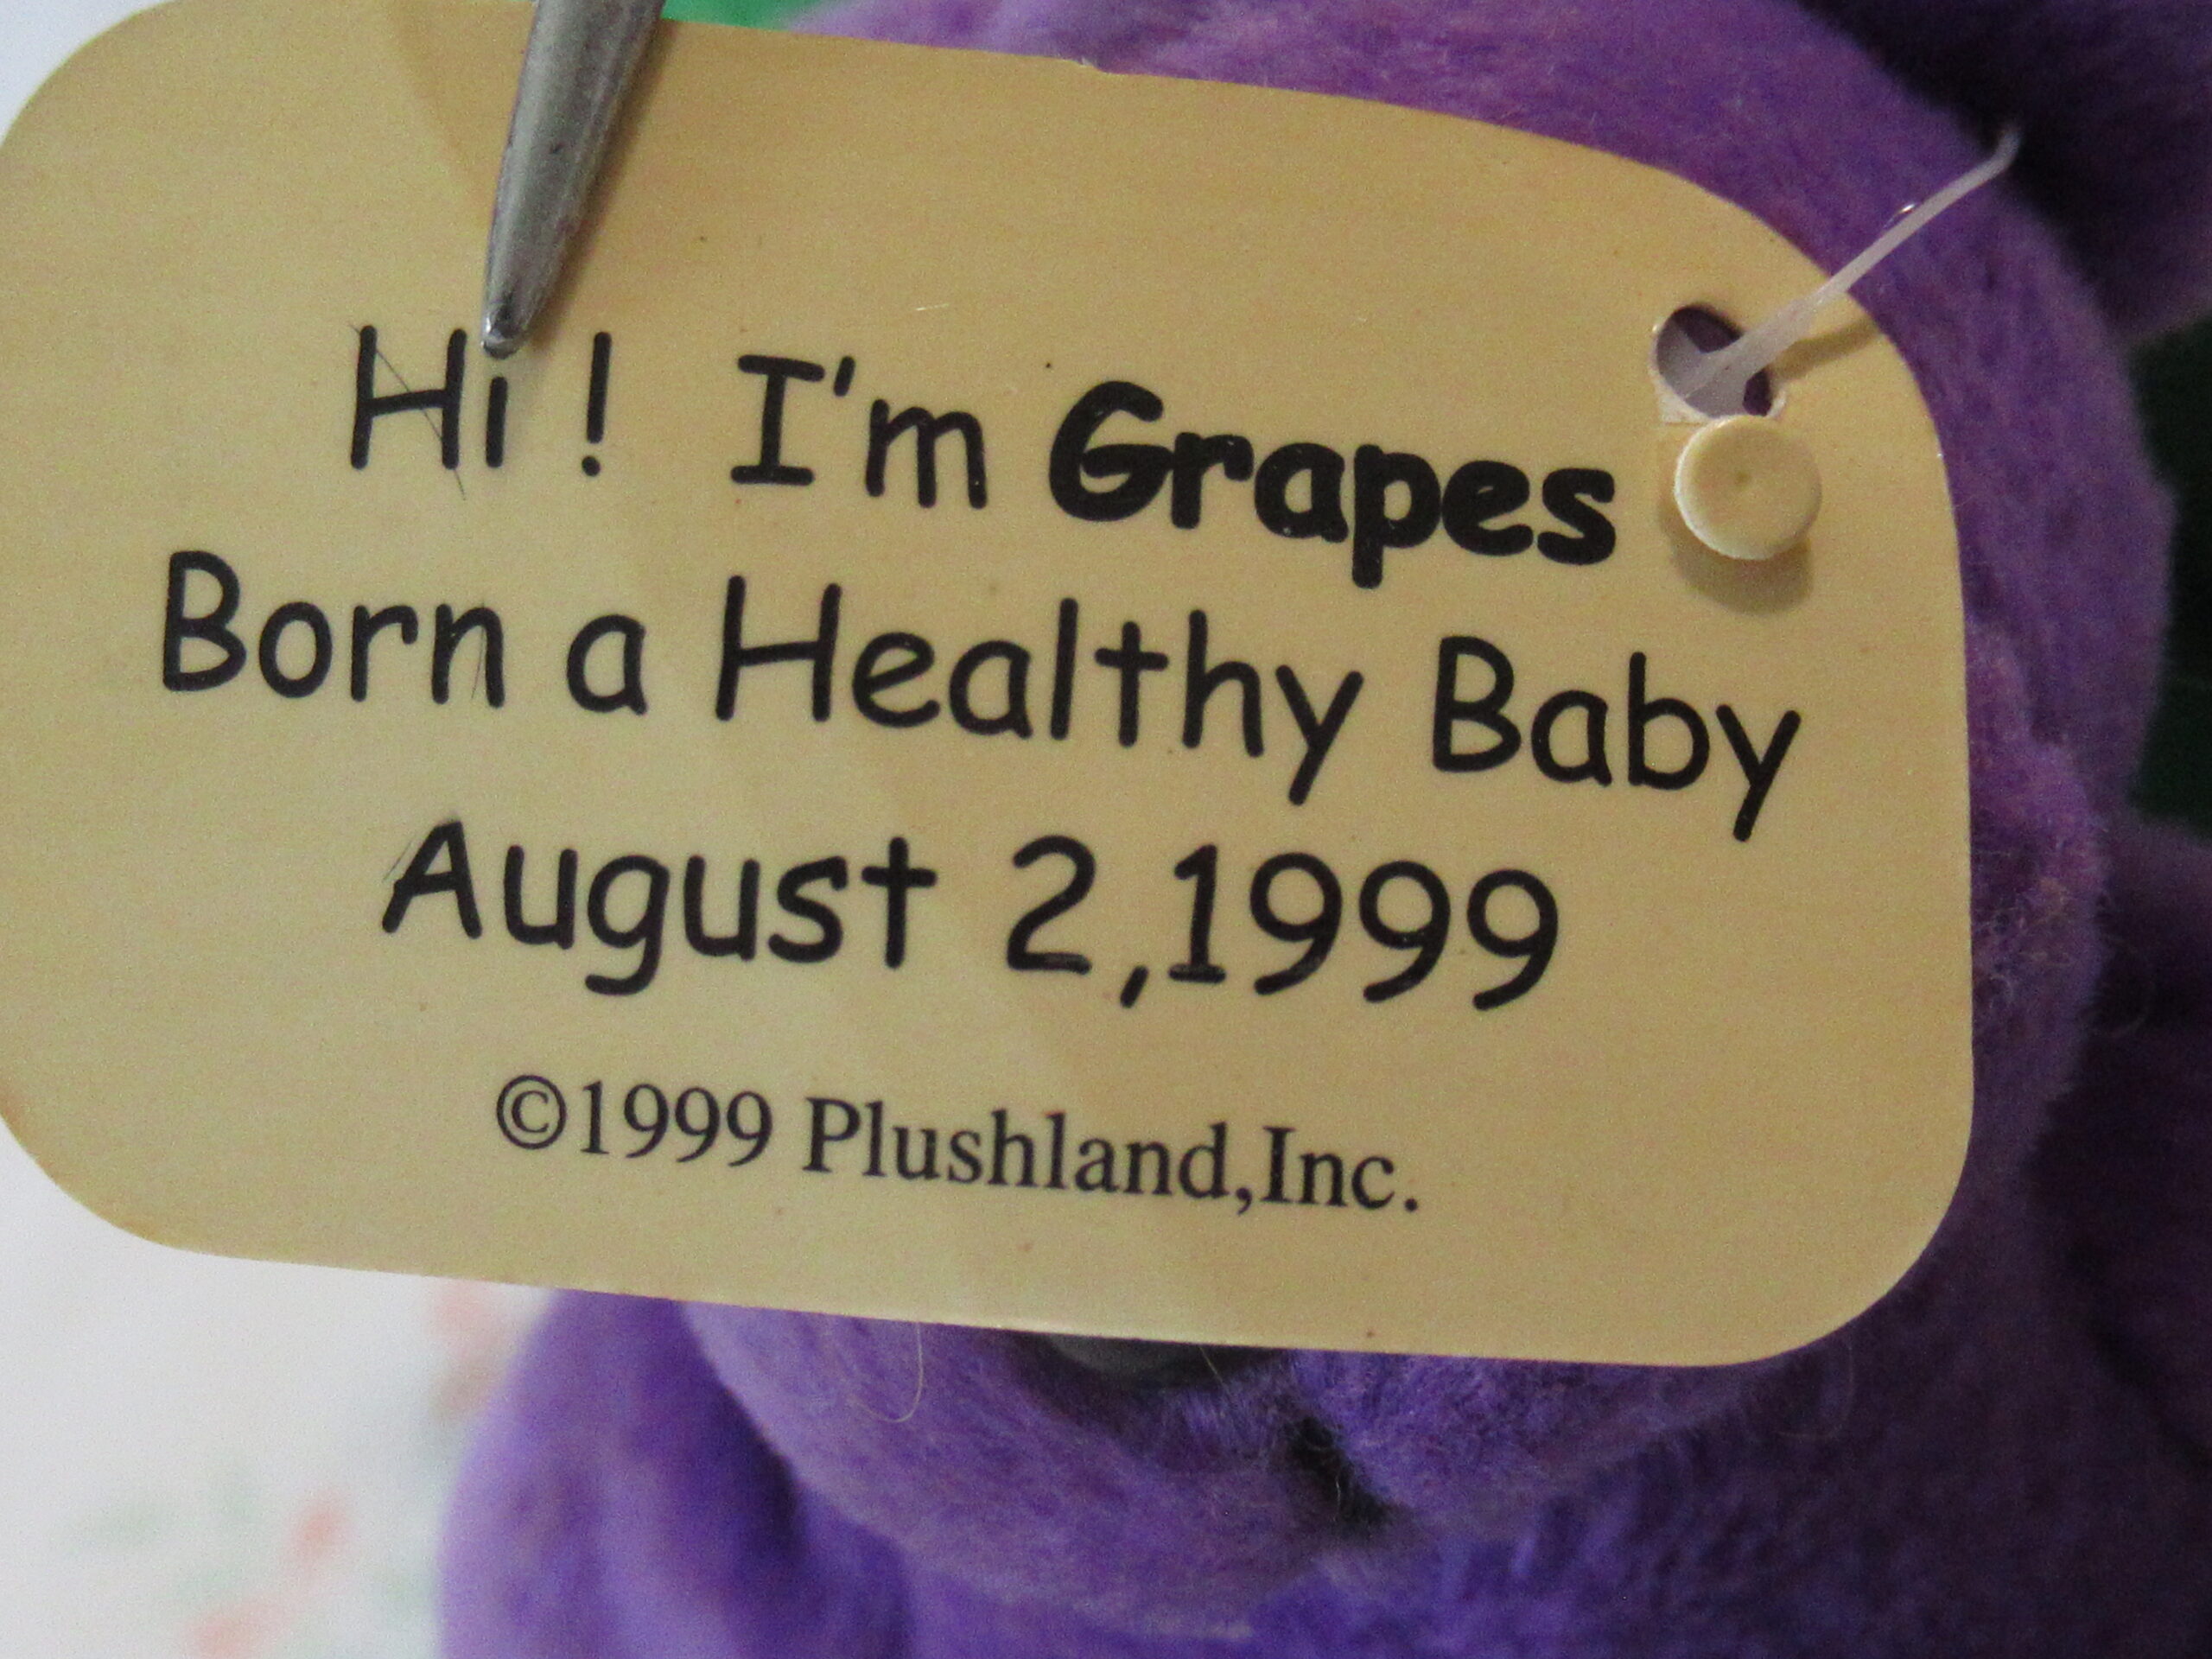 Hi ! I'm Grapes
Born a Healthy Baby
August 2,1999
©1999 Plushland,Inc.